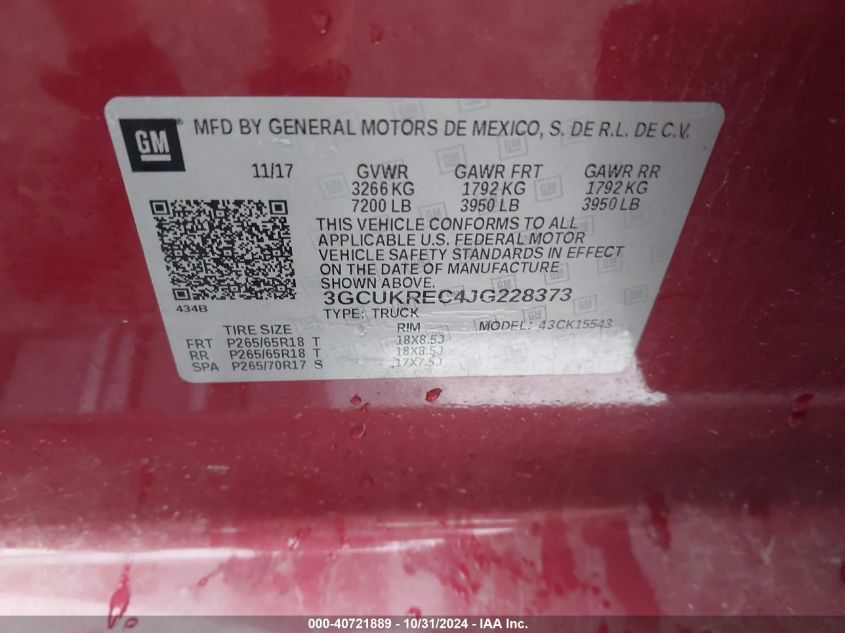 GM MFD BY GENERAL MOTORS DE MEXICO, S. DE R.L. DE C.V.
11/17 GVWR GAWR FRT GAWR RR
3266 KG 1792 KG 1792 KG
7200 LB 3950 LB 3950 LB
THIS VEHICLE CONFORMS TO ALL
APPLICABLE U.S. FEDERAL MOTOR
VEHICLE SAFETY STANDARDS IN EFFECT
ON THE DATE OF MANUFACTURE
SHOWN ABOVE.
434B 3GCUKREC4JG228373
TYPE: TRUCK MODEL: 43CK15543
TIRE SIZE RIM
FRT P265/65R18 T 18X8.5J
RR P265/65R18 T 18X8.5J
SPA P265/70R17 S 17X7.5J
000-40721889 - 10/31/2024 - IAA Inc.